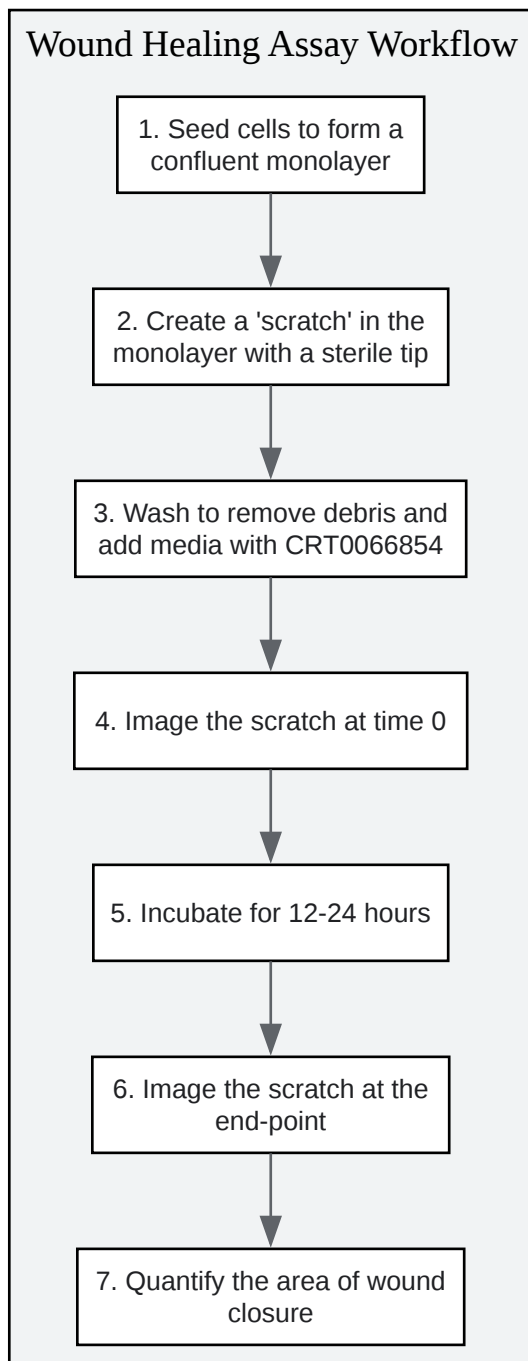 Wound Healing Assay Workflow
1. Seed cells to form a
confluent monolayer
2. Create a 'scratch' in the
monolayer with a sterile tip
3. Wash to remove debris and
add media with CRT0066854
4. Image the scratch at time 0
5. Incubate for 12-24 hours
6. Image the scratch at the
end-point
7. Quantify the area of wound
closure